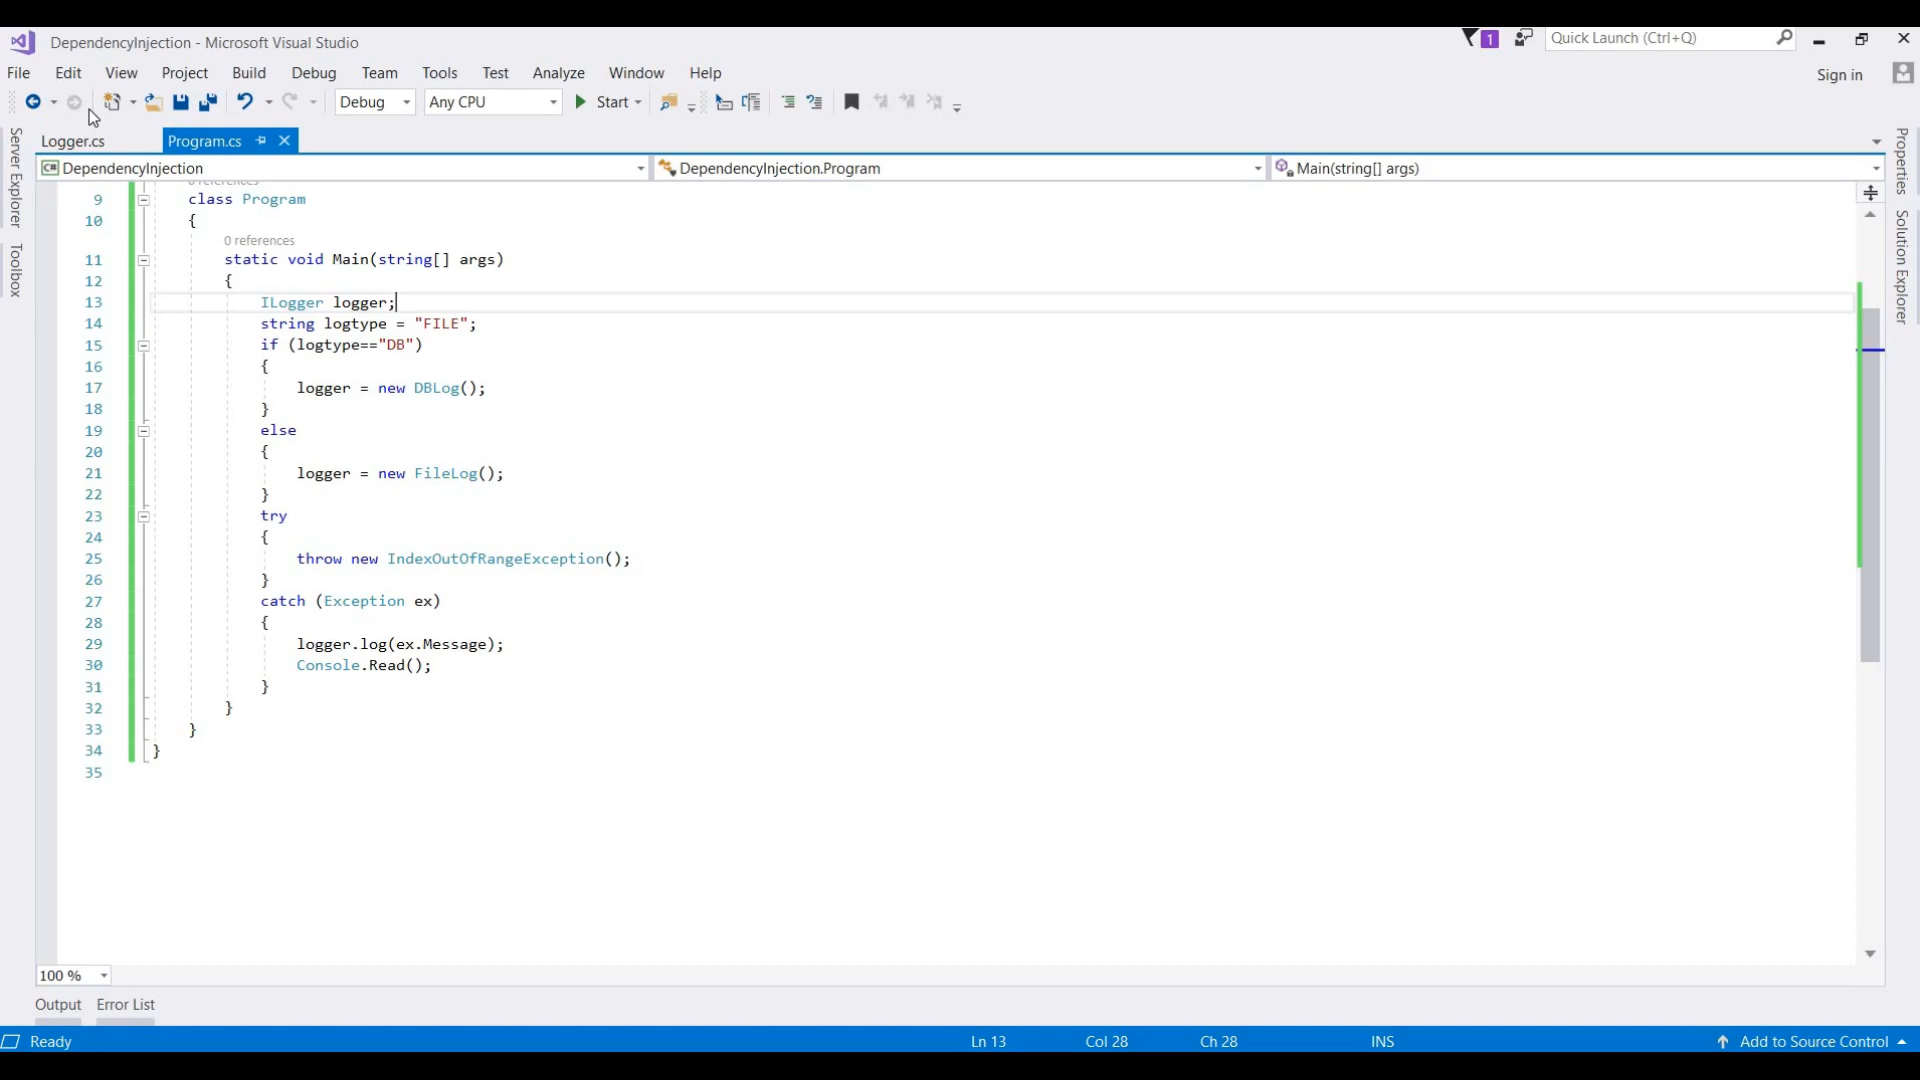 DependencyInjection - Microsoft Visual Studio
1
Quick Launch (Ctrl+Q)
File Edit View Project Build Debug Team Tools Test Analyze Window Help
Sign in
Debug Any CPU Start
Server Explorer
Toolbox
Logger.cs Program.cs
DependencyInjection DependencyInjection.Program Main(string[] args)
Properties
Solution Explorer
0 references
9 class Program
10 {
0 references
11 static void Main(string[] args)
12 {
13 ILogger logger;
14 string logtype = "FILE";
15 if (logtype=="DB")
16 {
17 logger = new DBLog();
18 }
19 else
20 {
21 logger = new FileLog();
22 }
23 try
24 {
25 throw new IndexOutOfRangeException();
26 }
27 catch (Exception ex)
28 {
29 logger.log(ex.Message);
30 Console.Read();
31 }
32 }
33 }
34 }
35
100 %
Output Error List
Ready Ln 13 Col 28 Ch 28 INS Add to Source Control